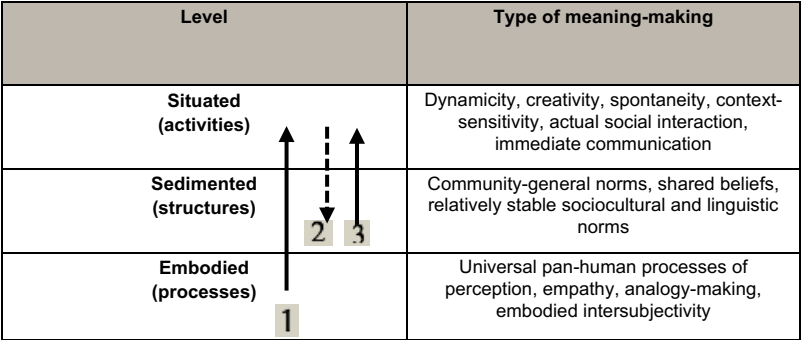 Level
Type of meaning-making
Situated
(activities)
Dynamicity, creativity, spontaneity, context-
sensitivity, actual social interaction,
immediate communication
Sedimented
(structures)
2 3
Community-general norms, shared beliefs,
relatively stable sociocultural and linguistic
norms
Embodied
(processes)
1
Universal pan-human processes of
perception, empathy, analogy-making,
embodied intersubjectivity